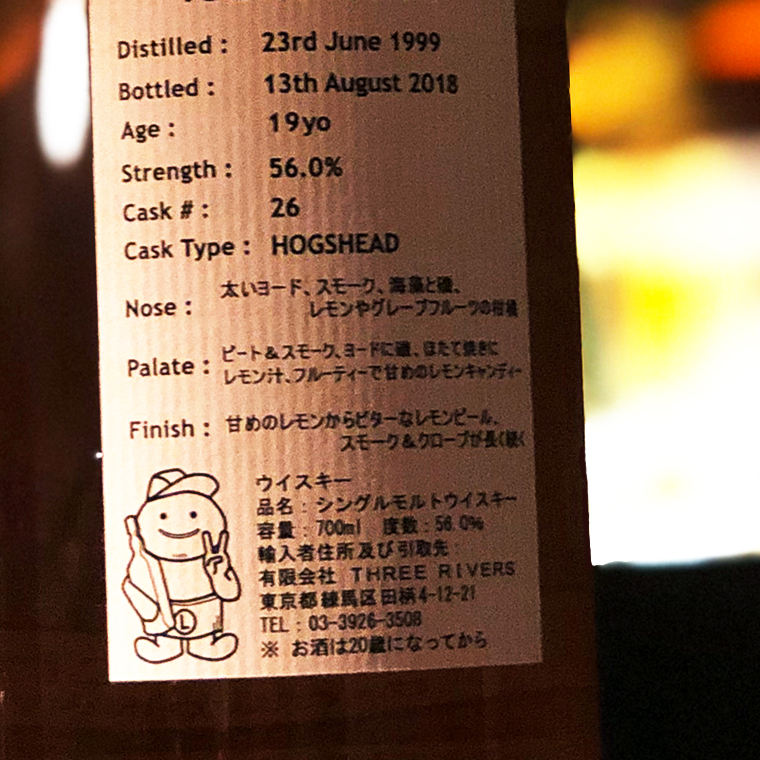 Distilled : 23rd June 1999
Bottled : 13th August 2018
Age : 19yo
Strength : 56.0%
Cask # : 26
Cask Type : HOGSHEAD
Nose : 太いヨード、スモーク、海藻と磯、
レモンやグレープフルーツの柑橘
Palate : ピート&スモーク、ヨードに磯、ほたて焼きに
レモン汁、フルーティーで甘めのレモンキャンディー
Finish : 甘めのレモンからビターなレモンピール、
スモーク&クローブが長く続く
ウイスキー
品名 : シングルモルトウイスキー
容量 : 700ml 度数 : 56.0%
輸入者住所及び引取先 :
有限会社 THREE RIVERS
東京都練馬区田柄4-12-21
TEL : 03-3926-3508
※ お酒は20歳になってから
L